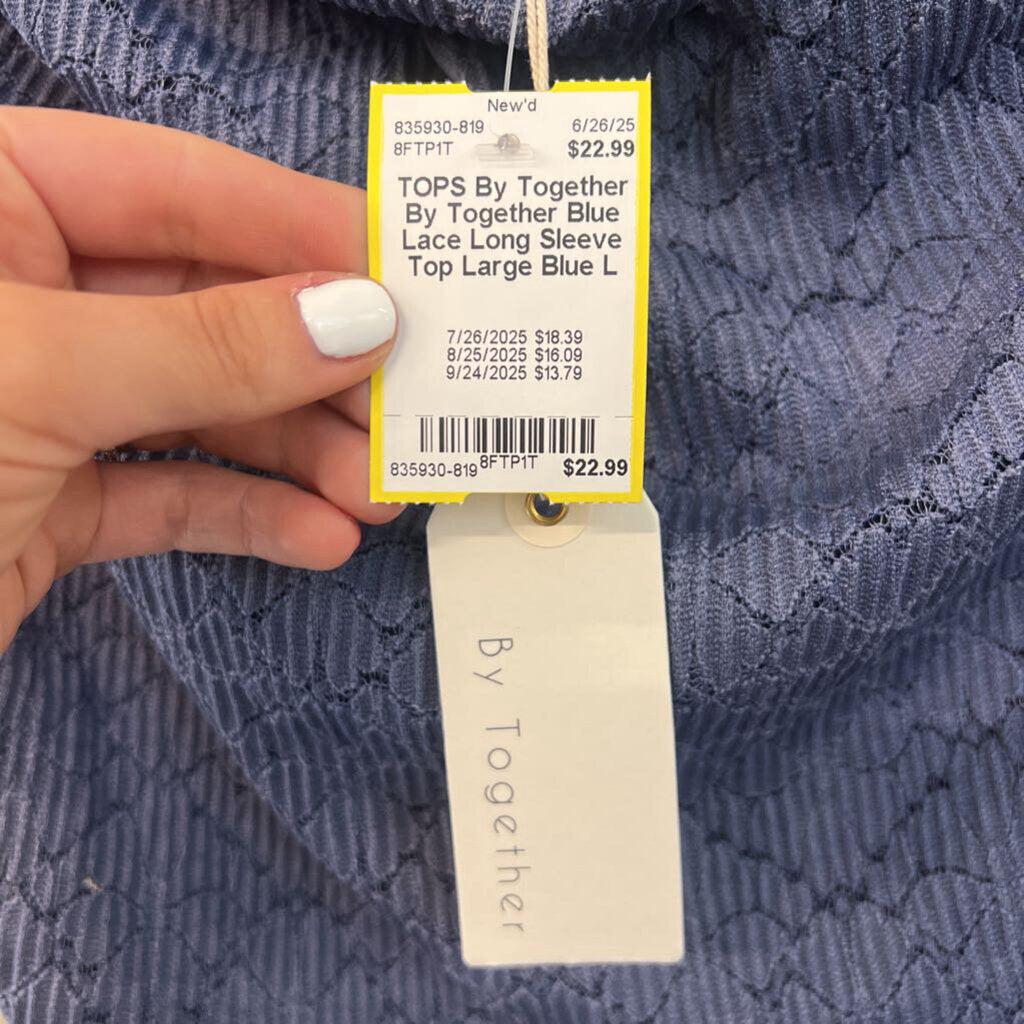 New'd
835930-819 6/26/25
8FTP1T $22.99
TOPS By Together
By Together Blue
Lace Long Sleeve
Top Large Blue L
7/26/2025 $18.39
8/25/2025 $16.09
9/24/2025 $13.79
835930-819 8FTP1T $22.99
By Together